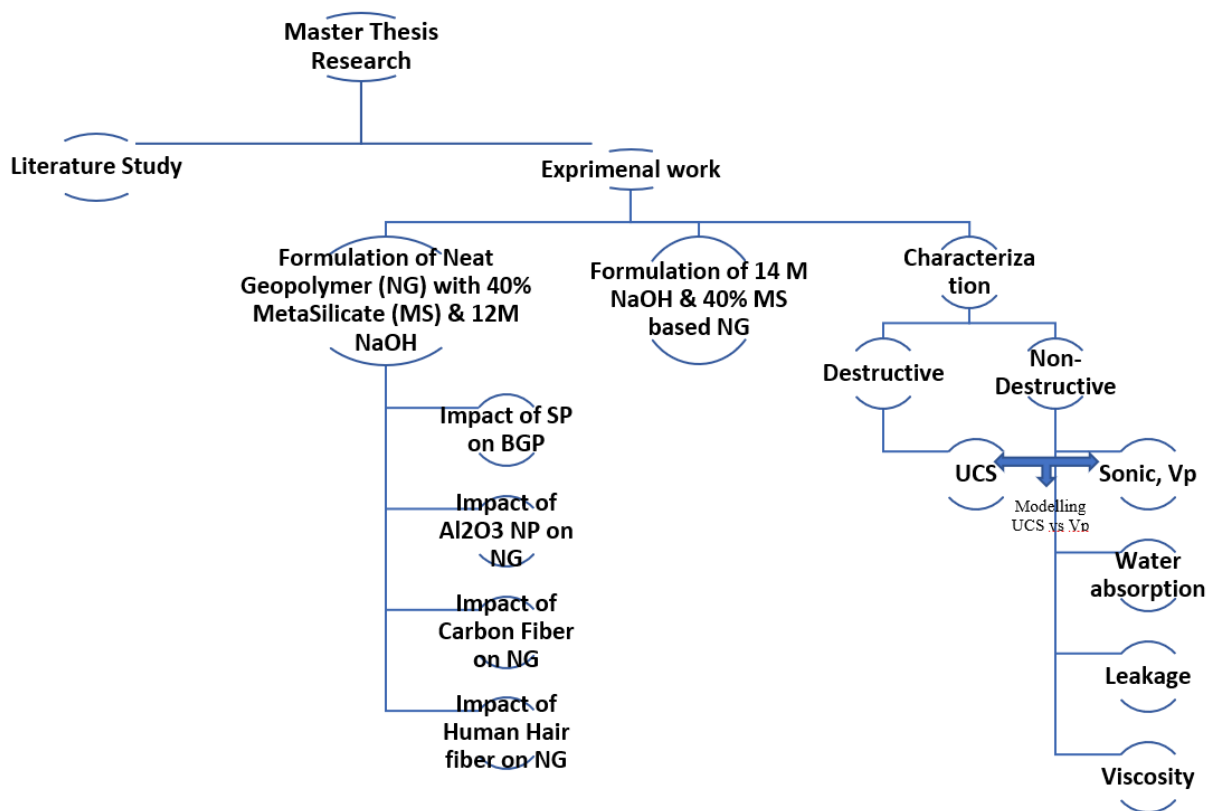 Master Thesis
Research
Literature Study
Exprimenal work
Formulation of Neat
Geopolymer (NG) with 40%
MetaSilicate (MS) & 12M
NaOH
Impact of SP
on BGP
Impact of
Al2O3 NP on
NG
Impact of
Carbon Fiber
on NG
Impact of
Human Hair
fiber on NG
Formulation of 14 M
NaOH & 40% MS
based NG
Characteriza
tion
Destructive
UCS
Non-
Destructive
Sonic, Vp
Modelling
UCS vs Vp
Water
absorption
Leakage
Viscosity